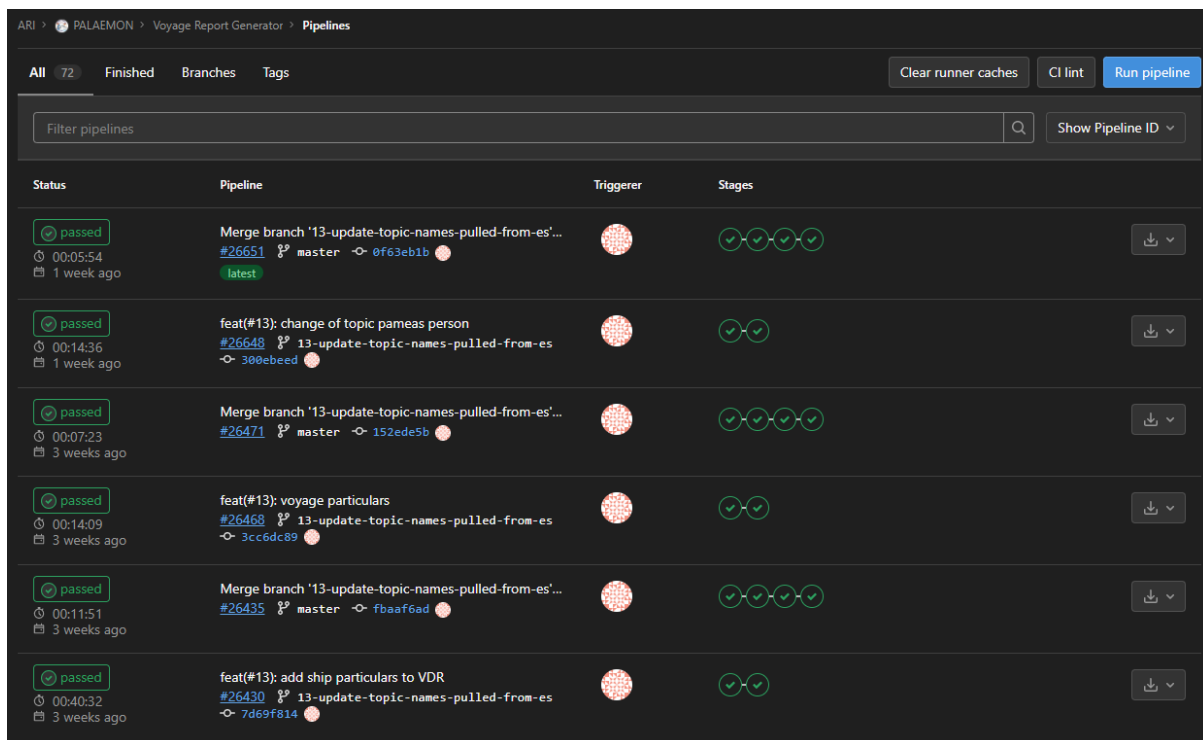 ARI > PALAEMON > Voyage Report Generator > Pipelines
All 72 Finished Branches Tags Clear runner caches CI lint Run pipeline
Filter pipelines Show Pipeline ID
Status Pipeline Triggerer Stages
passed Merge branch '13-update-topic-names-pulled-from-es'...
00:05:54 #26651 master 0f63eb1b
1 week ago latest
passed feat(#13): change of topic pameas person
00:14:36 #26648 13-update-topic-names-pulled-from-es
1 week ago 300ebeed
passed Merge branch '13-update-topic-names-pulled-from-es'...
00:07:23 #26471 master 152ede5b
3 weeks ago
passed feat(#13): voyage particulars
00:14:09 #26468 13-update-topic-names-pulled-from-es
3 weeks ago 3cc6dc89
passed Merge branch '13-update-topic-names-pulled-from-es'...
00:11:51 #26435 master fbaaf6ad
3 weeks ago
passed feat(#13): add ship particulars to VDR
00:40:32 #26430 13-update-topic-names-pulled-from-es
3 weeks ago 7d69f814